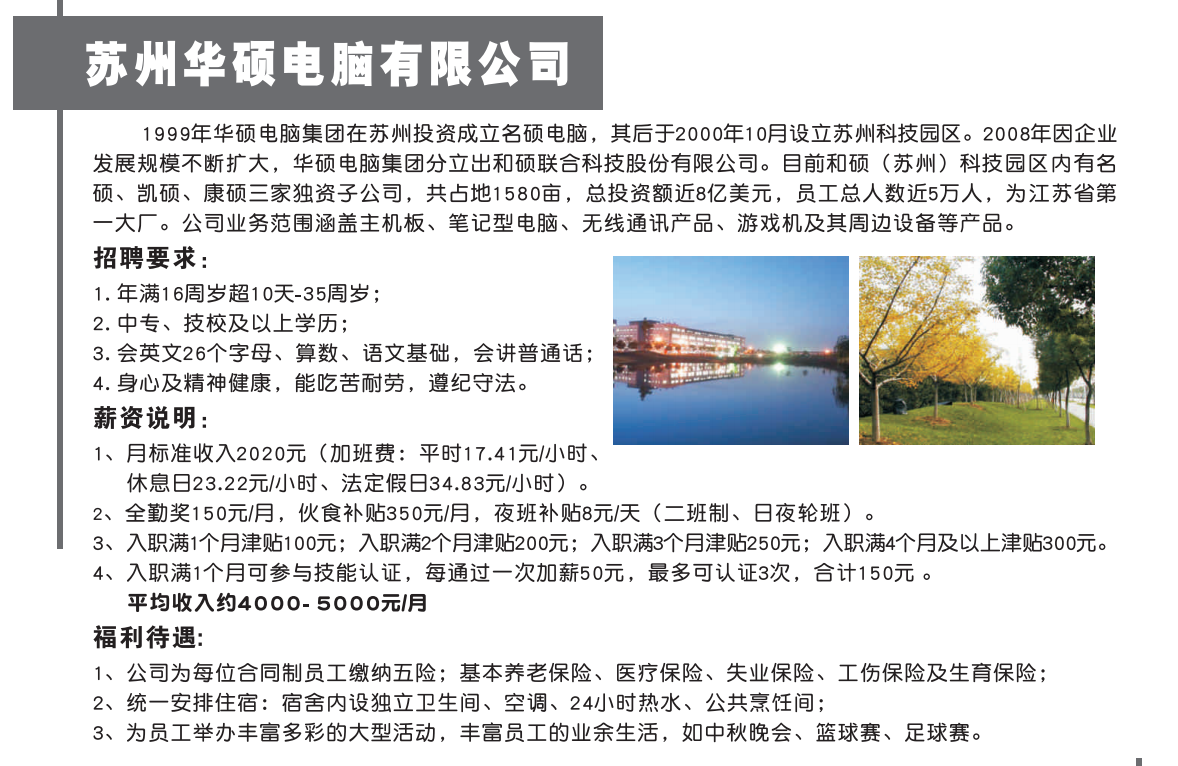 苏州华硕电脑有限公司
1999年华硕电脑集团在苏州投资成立名硕电脑，其后于2000年10月设立苏州科技园区。2008年因企业
发展规模不断扩大，华硕电脑集团分立出和硕联合科技股份有限公司。目前和硕（苏州）科技园区内有名
硕、凯硕、康硕三家独资子公司，共占地1580亩，总投资额近8亿美元，员工总人数近5万人，为江苏省第
一大厂。公司业务范围涵盖主机板、笔记型电脑、无线通讯产品、游戏机及其周边设备等产品。
招聘要求：
1. 年满16周岁超10天-35周岁；
2. 中专、技校及以上学历；
3. 会英文26个字母、算数、语文基础，会讲普通话；
4. 身心及精神健康，能吃苦耐劳，遵纪守法。
薪资说明：
1、月标准收入2020元（加班费：平时17.41元/小时、
休息日23.22元/小时、法定假日34.83元/小时）。
2、全勤奖150元/月，伙食补贴350元/月，夜班补贴8元/天（二班制、日夜轮班）。
3、入职满1个月津贴100元；入职满2个月津贴200元；入职满3个月津贴250元；入职满4个月及以上津贴300元。
4、入职满1个月可参与技能认证，每通过一次加薪50元，最多可认证3次，合计150元 。
平均收入约4000- 5000元/月
福利待遇:
1、公司为每位合同制员工缴纳五险；基本养老保险、医疗保险、失业保险、工伤保险及生育保险；
2、统一安排住宿：宿舍内设独立卫生间、空调、24小时热水、公共烹饪间；
3、为员工举办丰富多彩的大型活动，丰富员工的业余生活，如中秋晚会、篮球赛、足球赛。